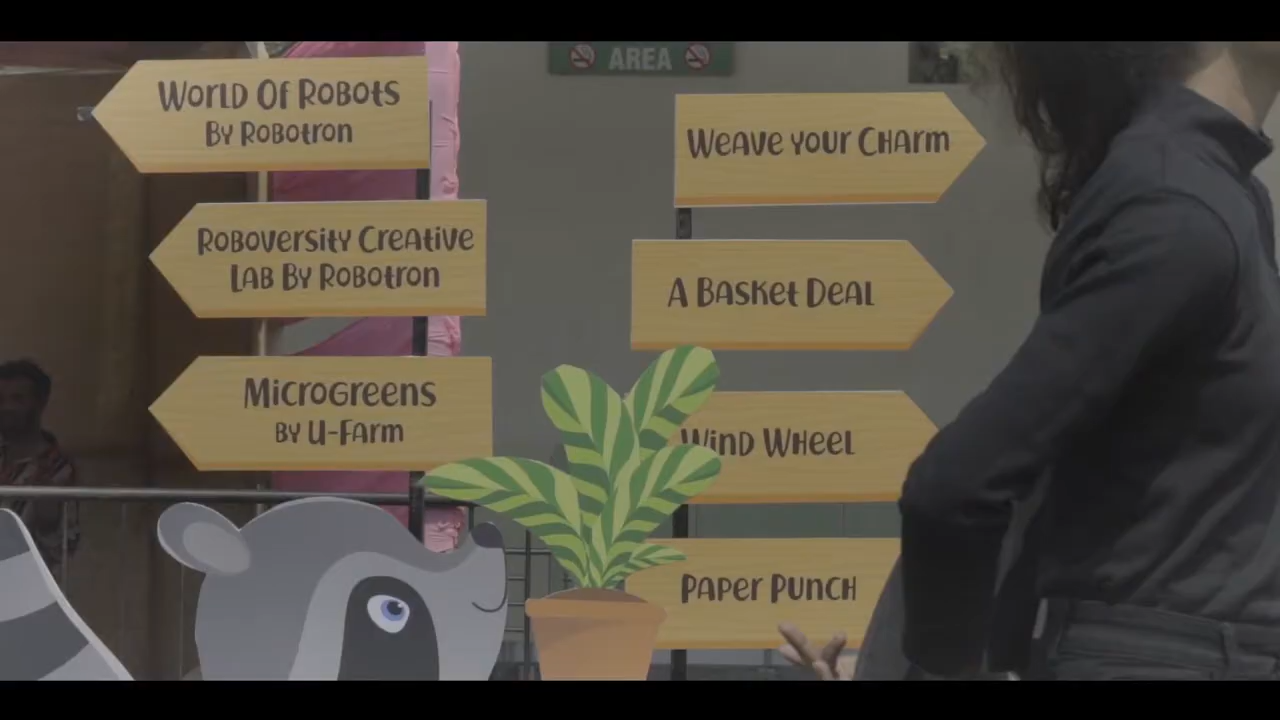 AREA
World Of Robots
By Robotron
Roboversity Creative
Lab By Robotron
Microgreens
by U-Farm
Weave your Charm
A Basket Deal
Wind Wheel
Paper Punch